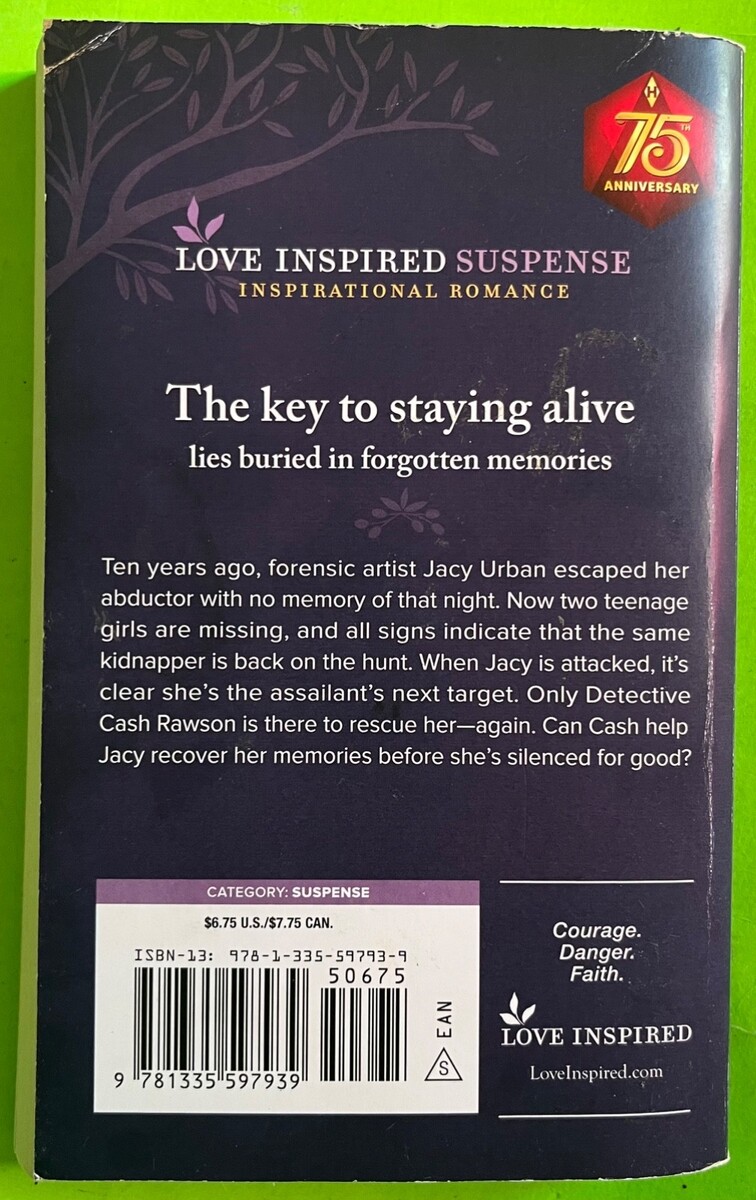 H
75TH
ANNIVERSARY
LOVE INSPIRED SUSPENSE
INSPIRATIONAL ROMANCE
The key to staying alive
lies buried in forgotten memories
Ten years ago, forensic artist Jacy Urban escaped her
abductor with no memory of that night. Now two teenage
girls are missing, and all signs indicate that the same
kidnapper is back on the hunt. When Jacy is attacked, it's
clear she's the assailant's next target. Only Detective
Cash Rawson is there to rescue her—again. Can Cash help
Jacy recover her memories before she's silenced for good?
CATEGORY: SUSPENSE
$6.75 U.S./$7.75 CAN.
ISBN-13: 978-1-335-59793-9
50675
9 781335 597939
EAN
S
Courage.
Danger.
Faith.
LOVE INSPIRED
LoveInspired.com